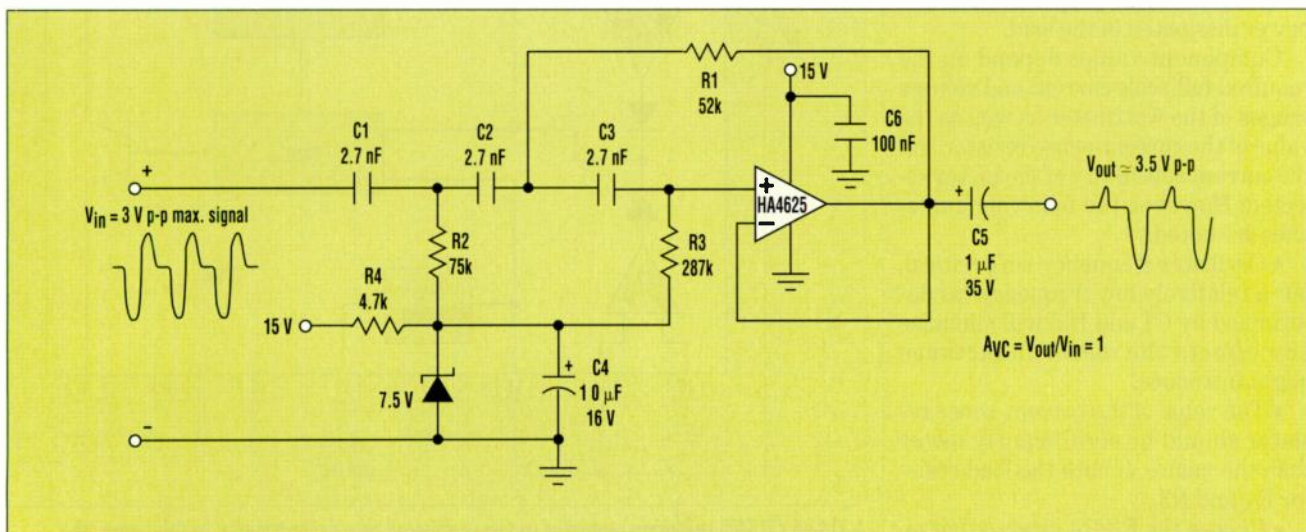 R1
52k
15 V
C1
2.7 nF
C2
2.7 nF
C3
2.7 nF
C6
100 nF
+
Vin = 3 V p-p max. signal
+
HA4625
−
Vout ≃ 3.5 V p-p
+
C5
1 µF
35 V
R2
75k
R3
287k
R4
4.7k
15 V
AVC = Vout/Vin = 1
7.5 V
+
C4
10 µF
16 V
−